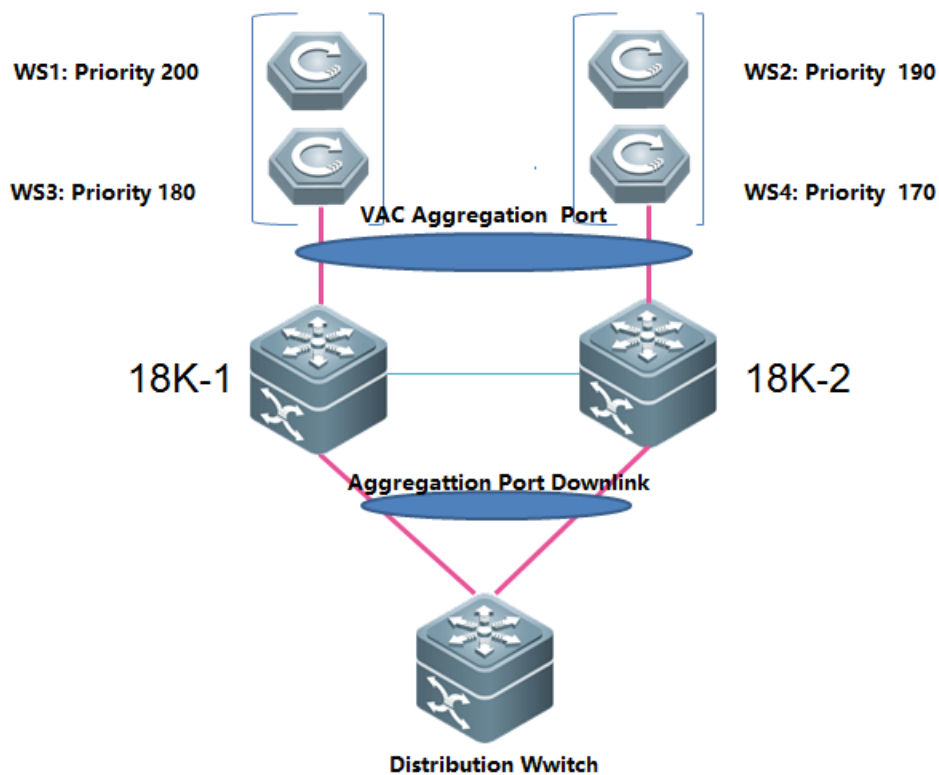 WS1: Priority 200
WS2: Priority 190
WS3: Priority 180
WS4: Priority 170
VAC Aggregation Port
18K-1
18K-2
Aggregattion Port Downlink
Distribution Wwitch